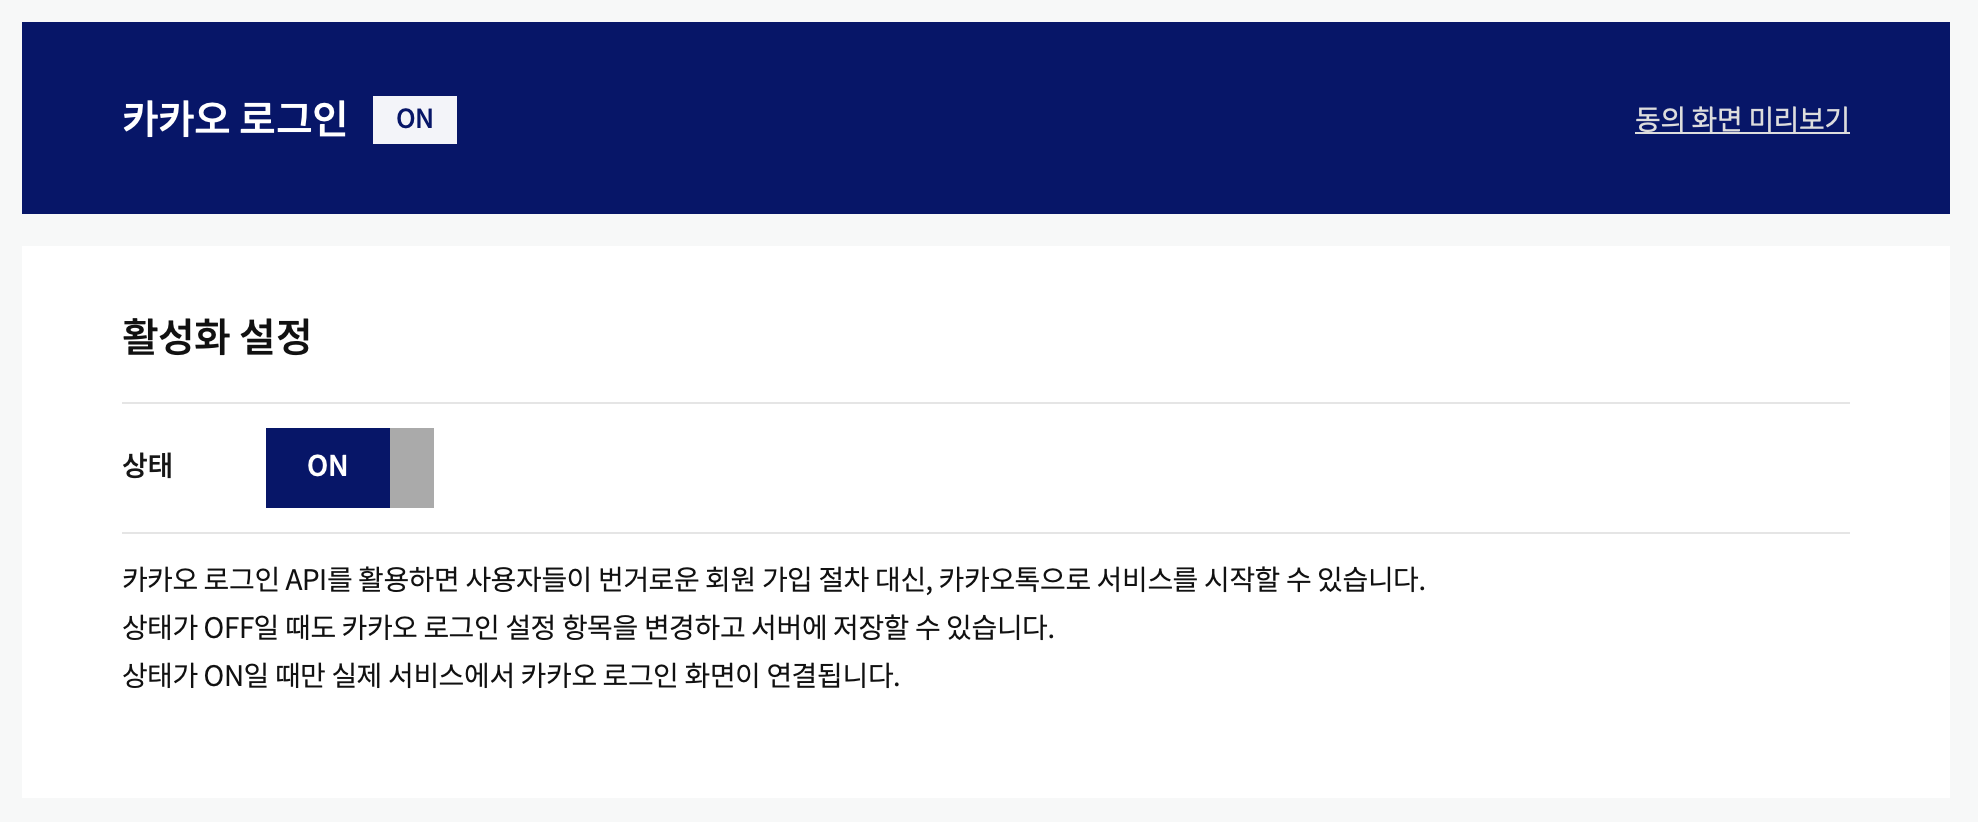 카카오 로그인 ON
동의 화면 미리보기
활성화 설정
상태 ON
카카오 로그인 API를 활용하면 사용자들이 번거로운 회원 가입 절차 대신, 카카오톡으로 서비스를 시작할 수 있습니다.
상태가 OFF일 때도 카카오 로그인 설정 항목을 변경하고 서버에 저장할 수 있습니다.
상태가 ON일 때만 실제 서비스에서 카카오 로그인 화면이 연결됩니다.